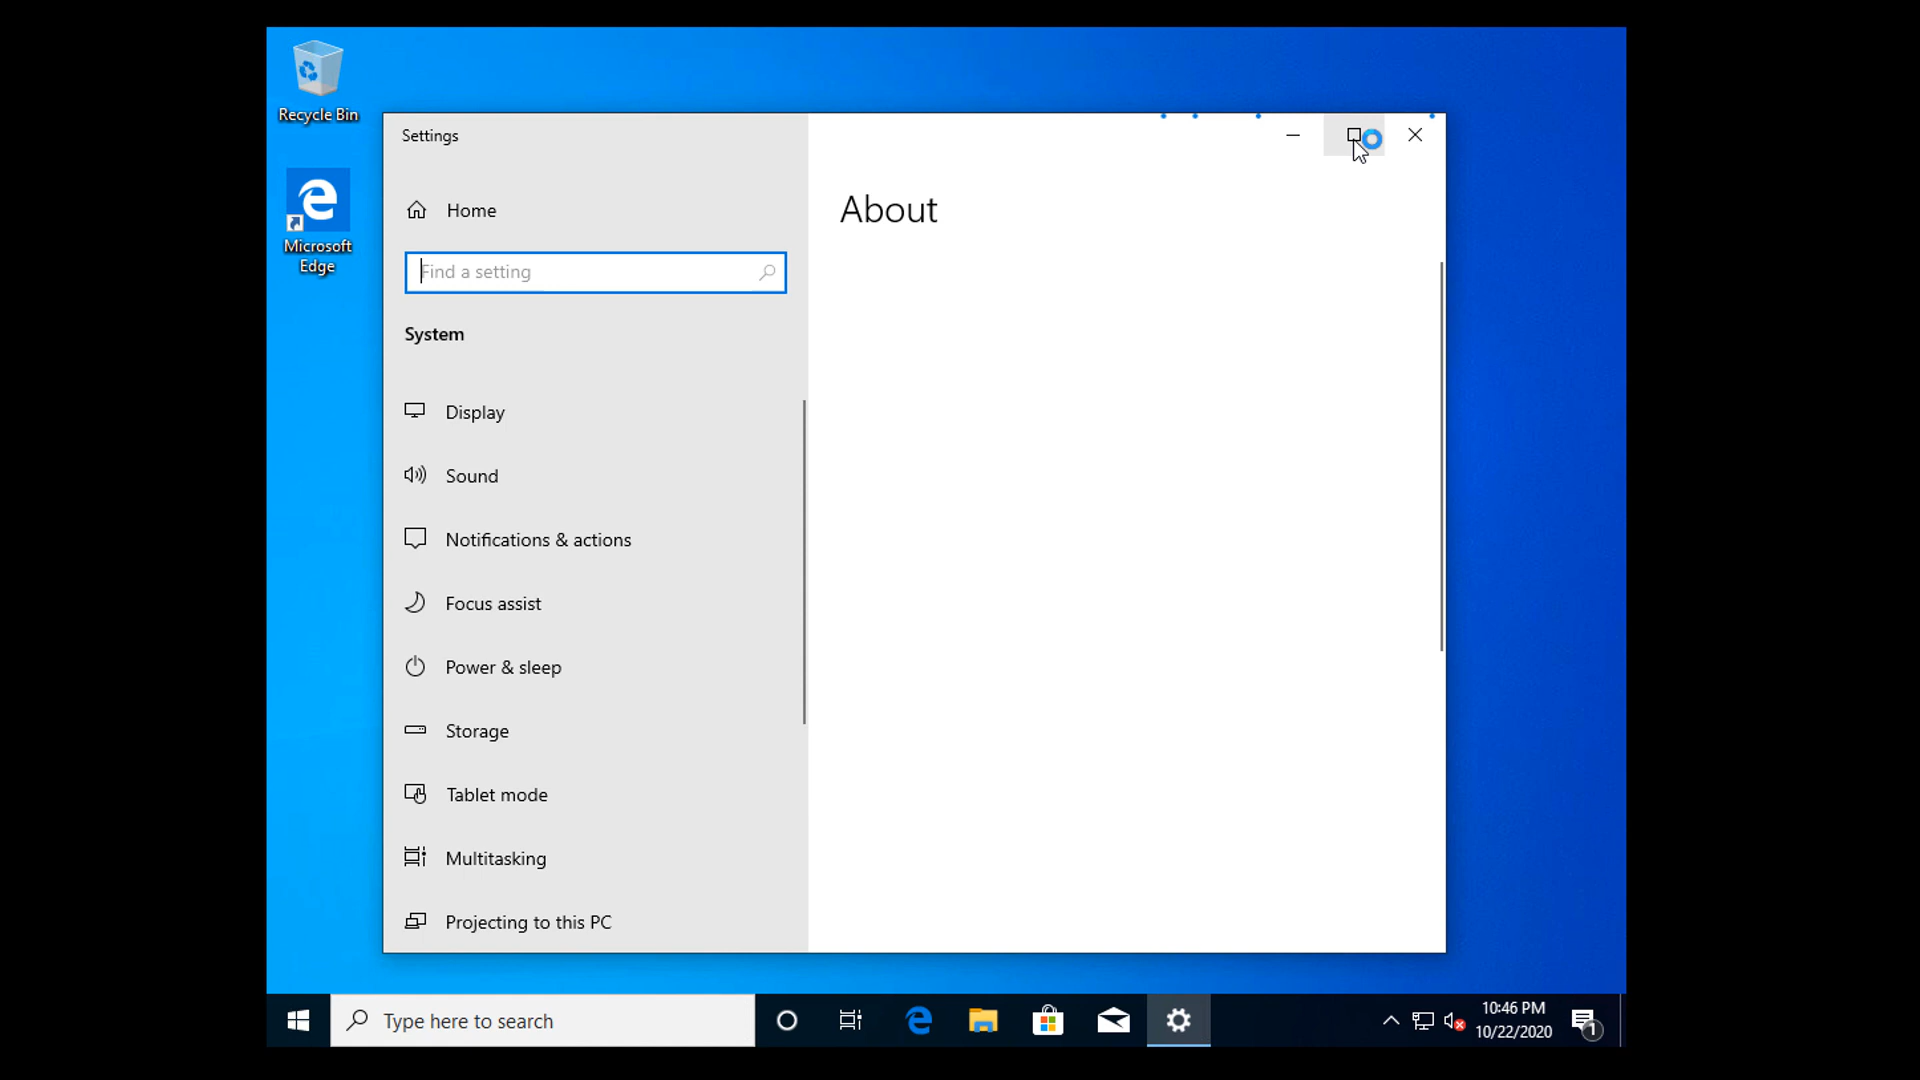 Recycle Bin
Microsoft
Edge
Settings
Home
Find a setting
System
Display
Sound
Notifications & actions
Focus assist
Power & sleep
Storage
Tablet mode
Multitasking
Projecting to this PC
About
Type here to search
10:46 PM
10/22/2020
1